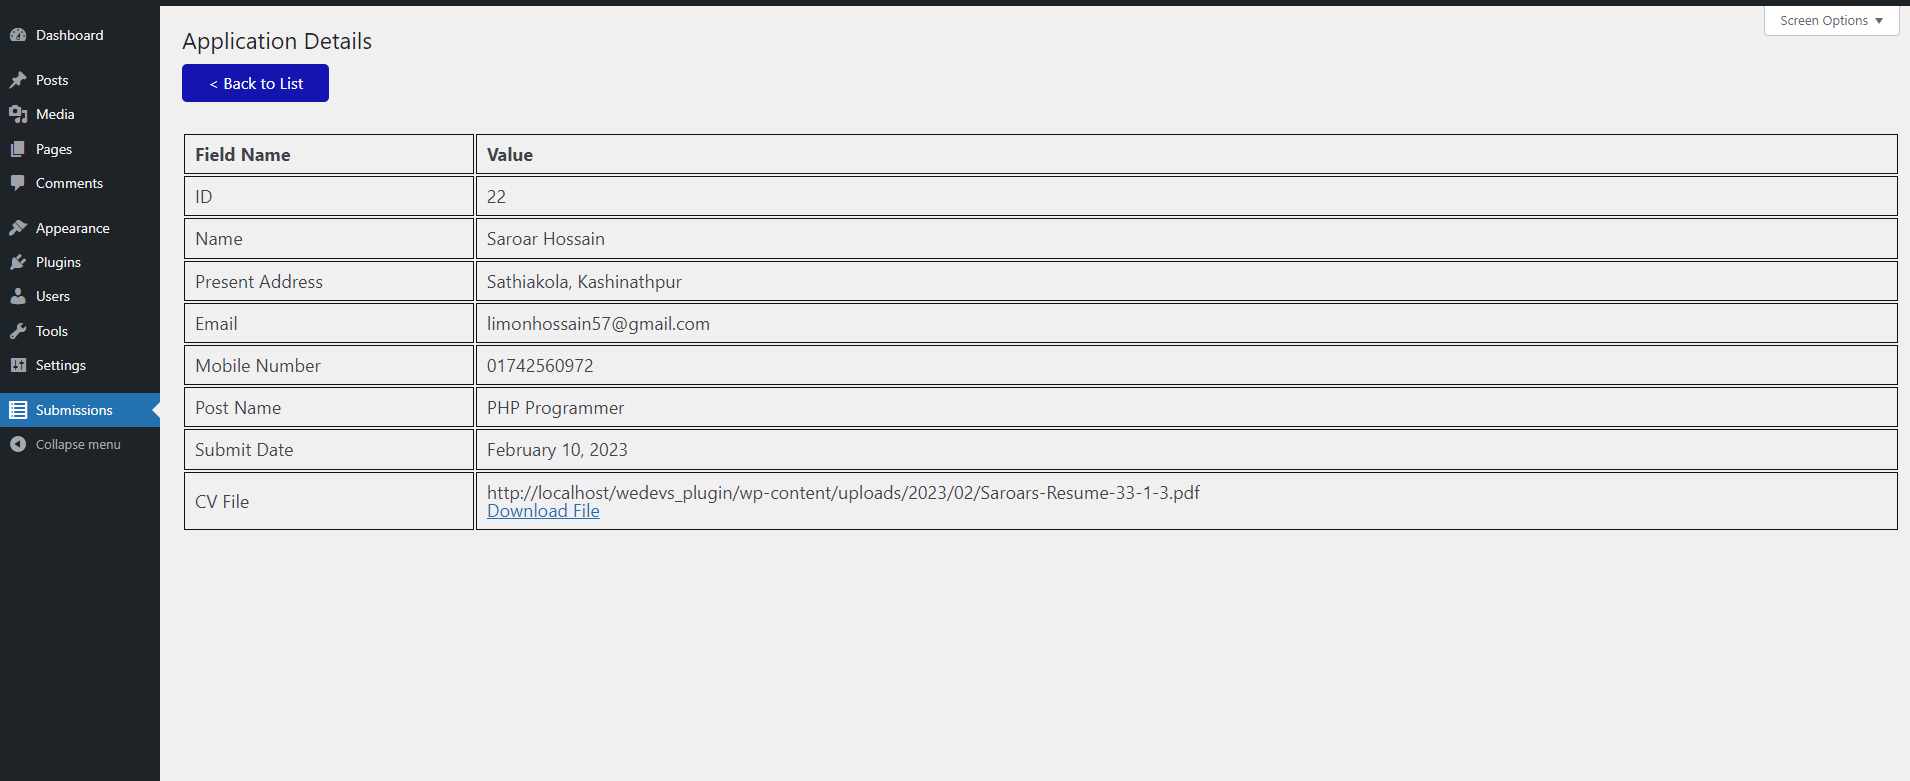 Dashboard
Posts
Media
Pages
Comments
Appearance
Plugins
Users
Tools
Settings
Submissions
Collapse menu
Screen Options
Application Details
< Back to List
Field Name Value
ID 22
Name Saroar Hossain
Present Address Sathiakola, Kashinathpur
Email limonhossain57@gmail.com
Mobile Number 01742560972
Post Name PHP Programmer
Submit Date February 10, 2023
CV File http://localhost/wedevs_plugin/wp-content/uploads/2023/02/Saroars-Resume-33-1-3.pdf
Download File